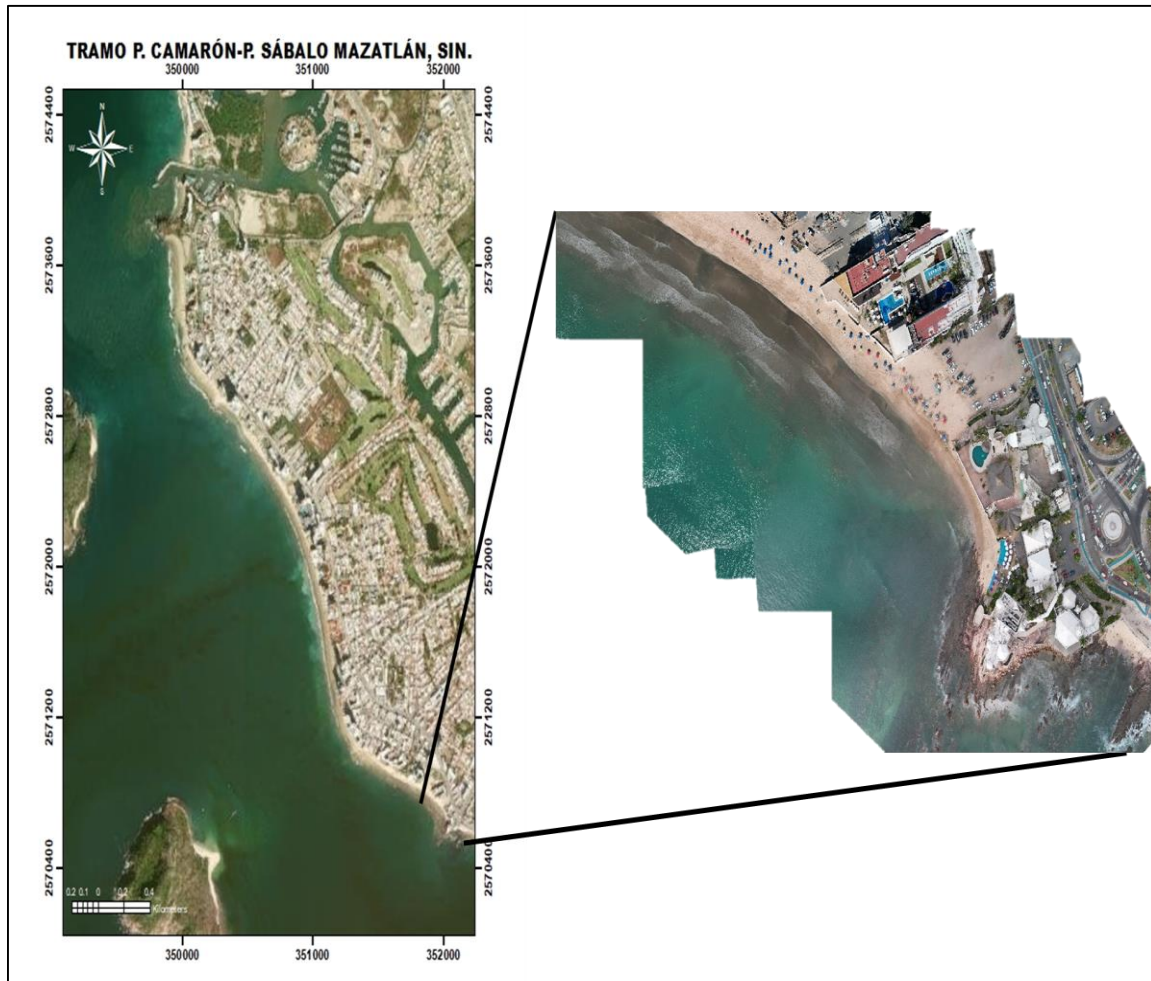 TRAMO P. CAMARÓN-P. SÁBALO MAZATLÁN, SIN.
350000 351000 352000
2574400 2574400
N
W E
S
2573600 2573600
2572800 2572800
2572000 2572000
2571200 2571200
2570400 2570400
0.2 0.1 0 0.2 0.4
Kilometers
350000 351000 352000